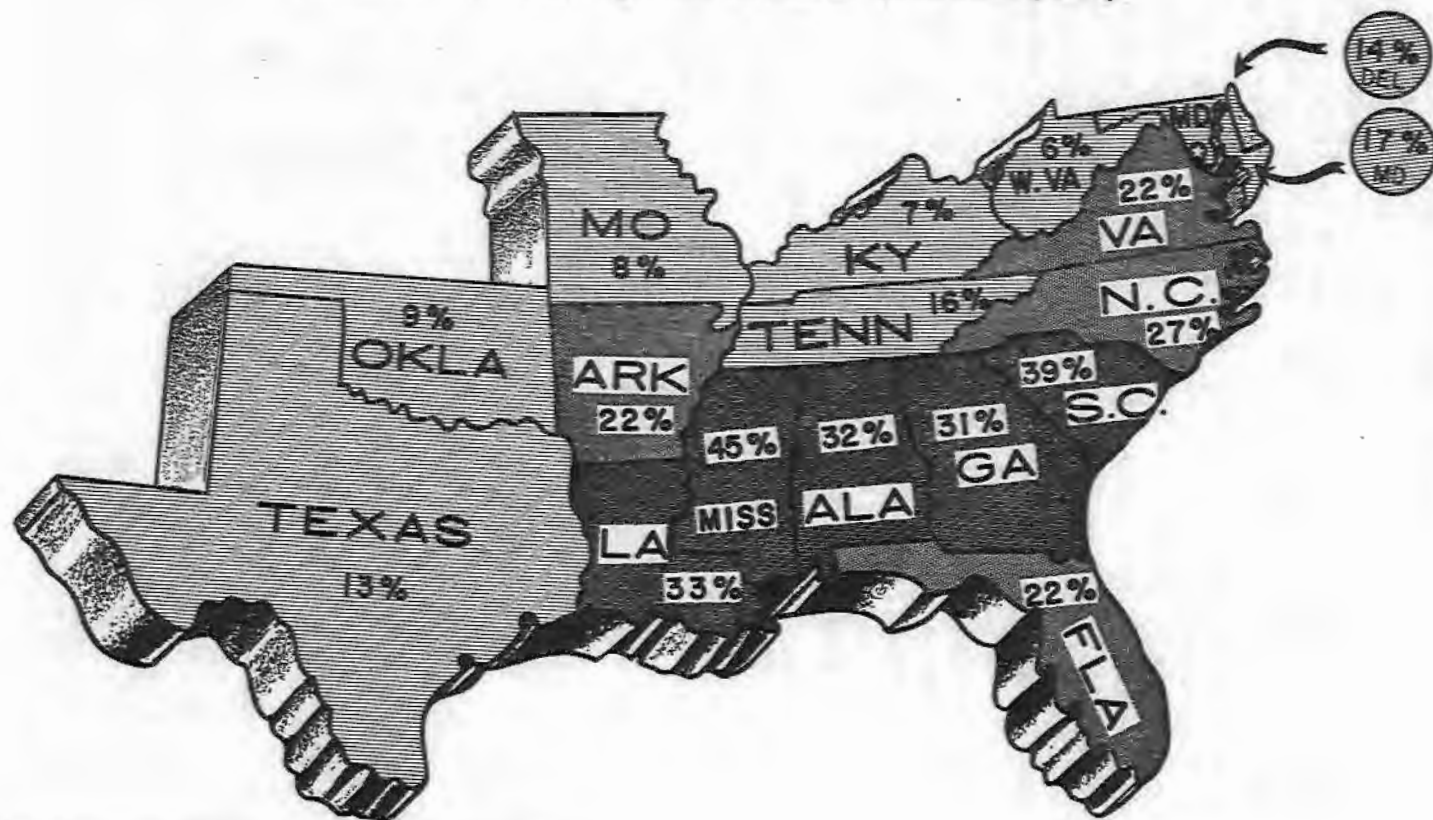 14%
DEL
MD
17%
MD
6%
W. VA
22%
VA
7%
KY
MO
8%
16%
TENN
N.C.
27%
9%
OKLA
ARK
22%
39%
S.C.
45%
MISS
32%
ALA
31%
GA
TEXAS
13%
LA
33%
22%
FLA